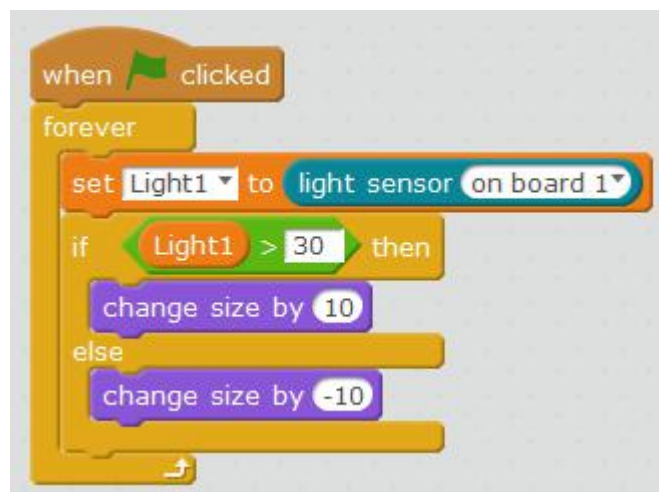 when clicked
forever
set Light1 to light sensor on board 1
if Light1 > 30 then
change size by 10
else
change size by -10